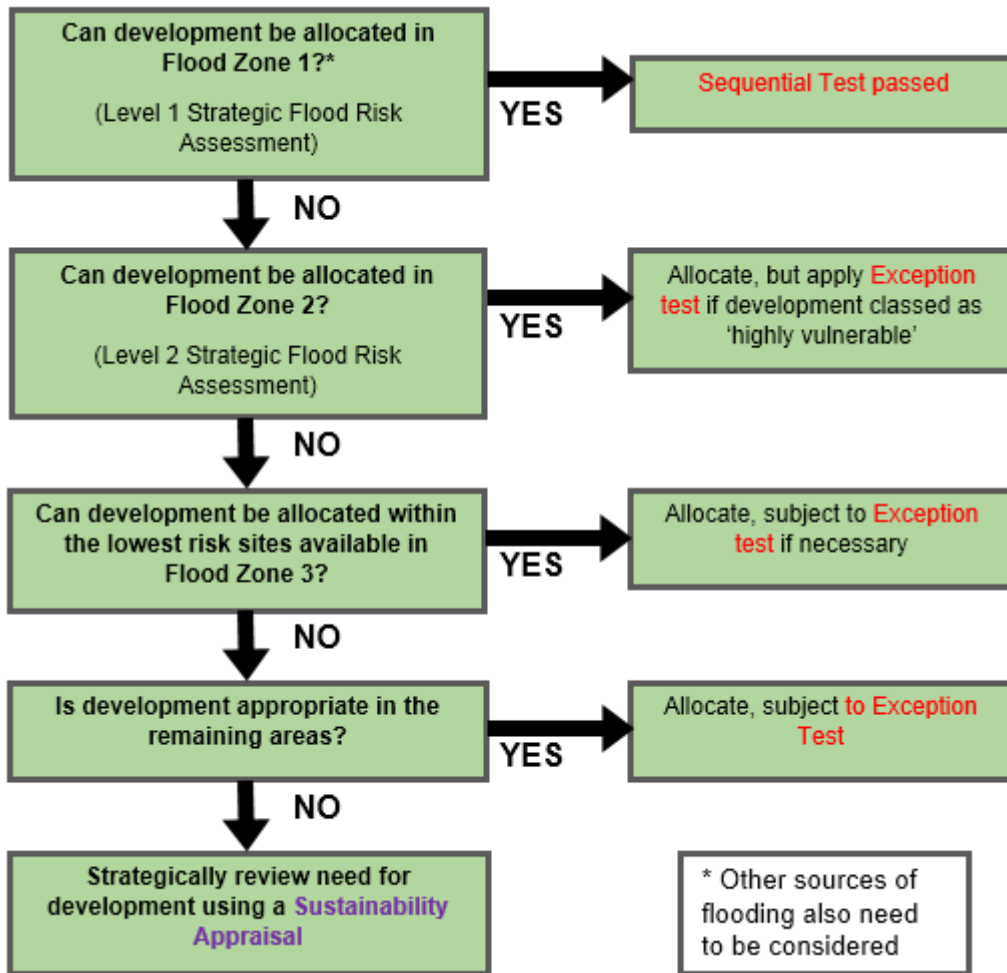 Can development be allocated in
Flood Zone 1?*
(Level 1 Strategic Flood Risk
Assessment)
YES
Sequential Test passed
NO
Can development be allocated in
Flood Zone 2?
(Level 2 Strategic Flood Risk
Assessment)
YES
Allocate, but apply Exception
test if development classed as
‘highly vulnerable’
NO
Can development be allocated within
the lowest risk sites available in
Flood Zone 3?
YES
Allocate, subject to Exception
test if necessary
NO
Is development appropriate in the
remaining areas?
YES
Allocate, subject to Exception
Test
NO
Strategically review need for
development using a Sustainability
Appraisal
* Other sources of
flooding also need
to be considered